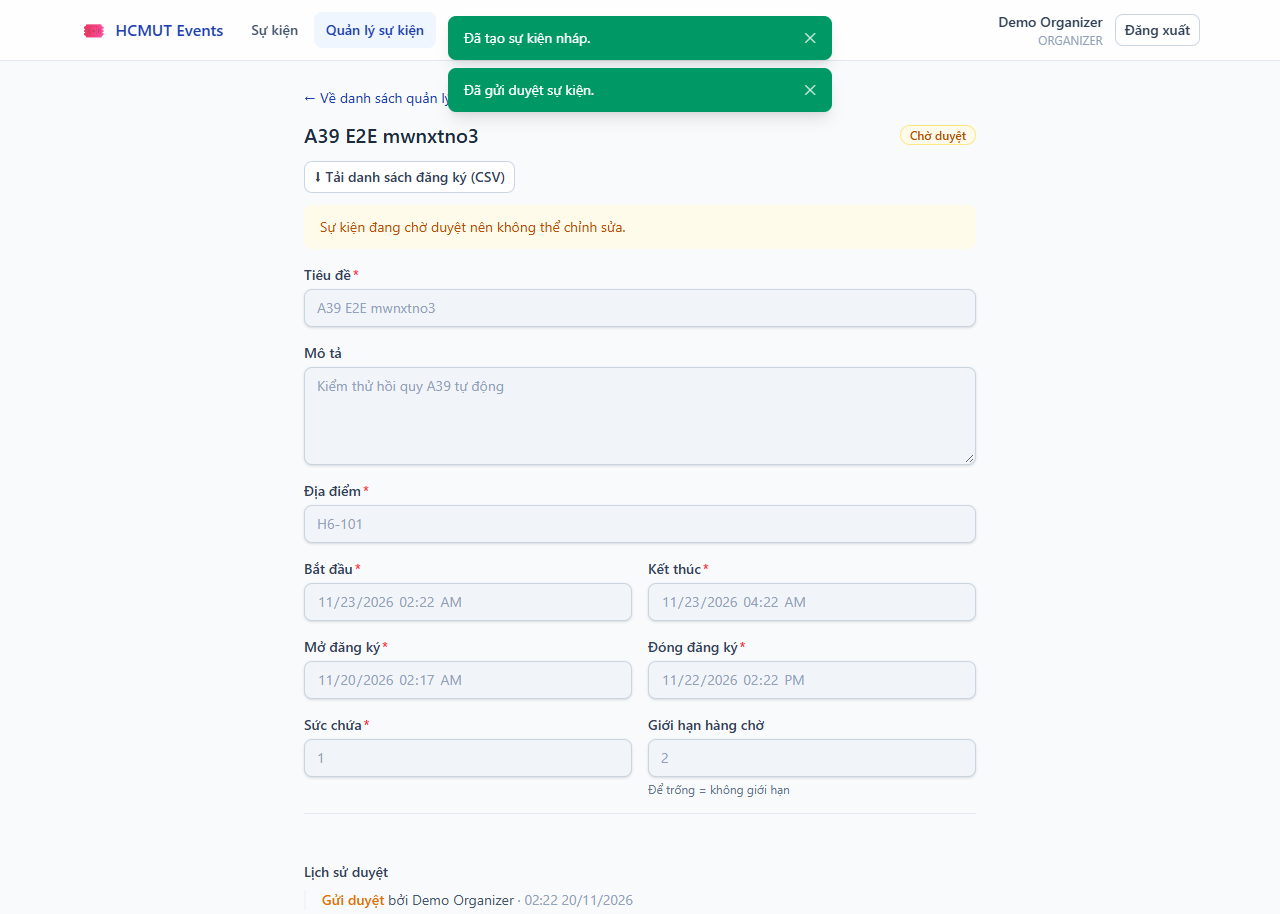 HCMUT Events
Sự kiện
Quản lý sự kiện
Đã tạo sự kiện nháp.
Demo Organizer
ORGANIZER
Đăng xuất
Đã gửi duyệt sự kiện.
← Về danh sách quản lý
A39 E2E mwnxtno3
Chờ duyệt
⬇ Tải danh sách đăng ký (CSV)
Sự kiện đang chờ duyệt nên không thể chỉnh sửa.
Tiêu đề*
A39 E2E mwnxtno3
Mô tả
Kiểm thử hồi quy A39 tự động
Địa điểm*
H6-101
Bắt đầu*
Kết thúc*
11/23/2026 02:22 AM
11/23/2026 04:22 AM
Mở đăng ký*
Đóng đăng ký*
11/20/2026 02:17 AM
11/22/2026 02:22 PM
Sức chứa*
Giới hạn hàng chờ
1
2
Để trống = không giới hạn
Lịch sử duyệt
Gửi duyệt bởi Demo Organizer · 02:22 20/11/2026